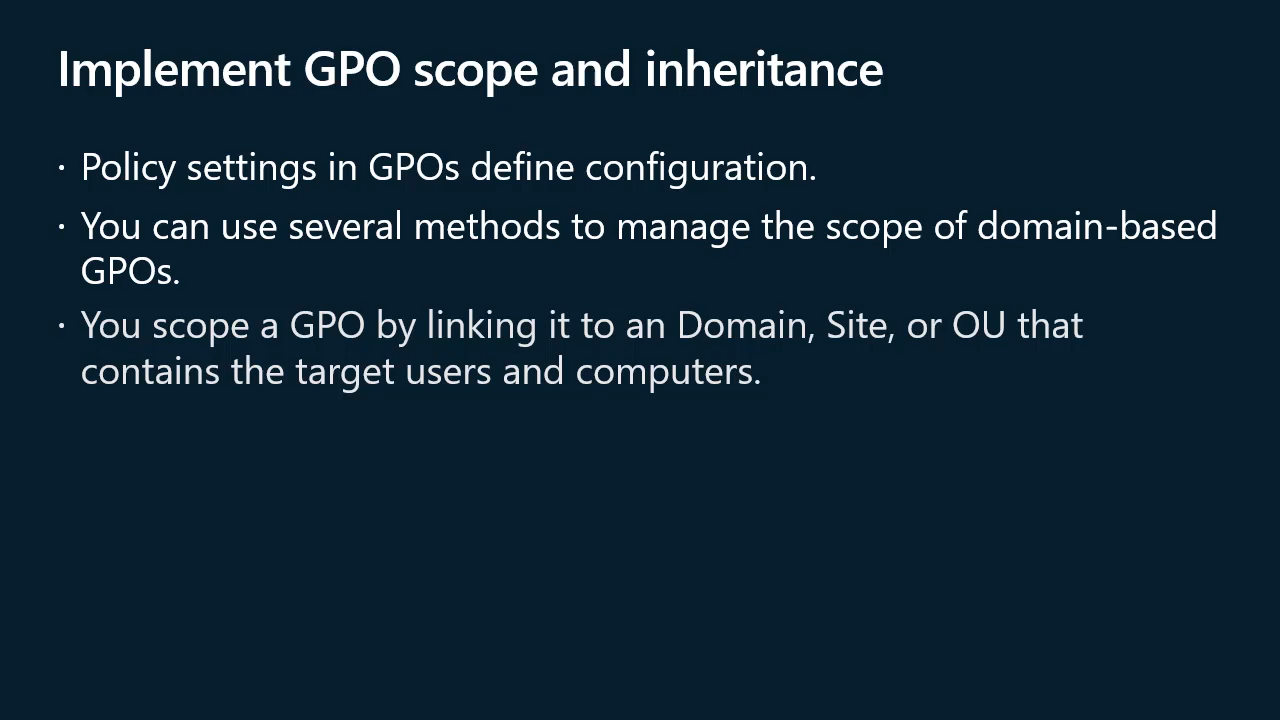 Implement GPO scope and inheritance
· Policy settings in GPOs define configuration.
· You can use several methods to manage the scope of domain-based
GPOs.
· You scope a GPO by linking it to an Domain, Site, or OU that
contains the target users and computers.